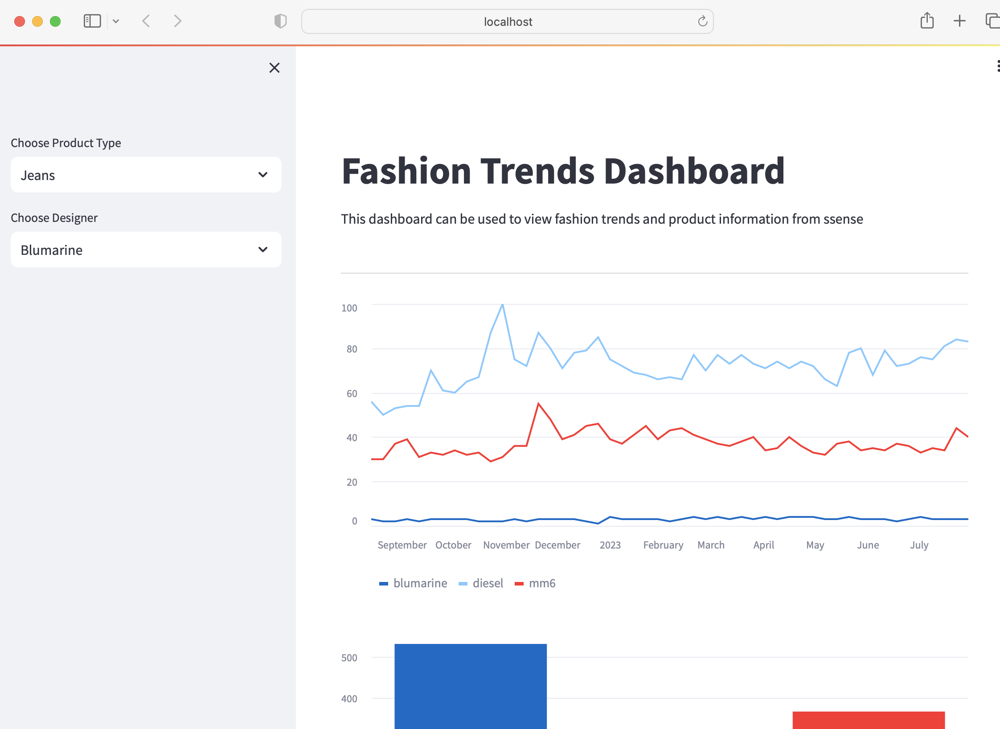 localhost
Choose Product Type
Jeans
Choose Designer
Blumarine
Fashion Trends Dashboard
This dashboard can be used to view fashion trends and product information from ssense
100
80
60
40
20
0
September October November December 2023 February March April May June July
blumarine diesel mm6
500
400